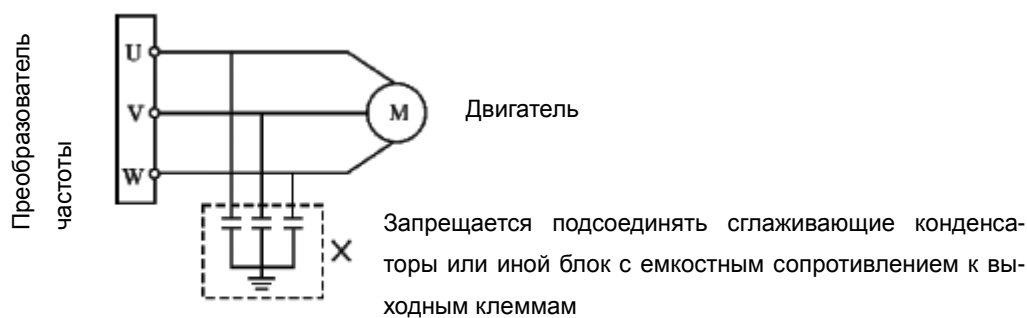 Преобразователь
частоты
U
V
W
M
Двигатель
Запрещается подсоединять сглаживающие конденса-
торы или иной блок с емкостным сопротивлением к вы-
ходным клеммам